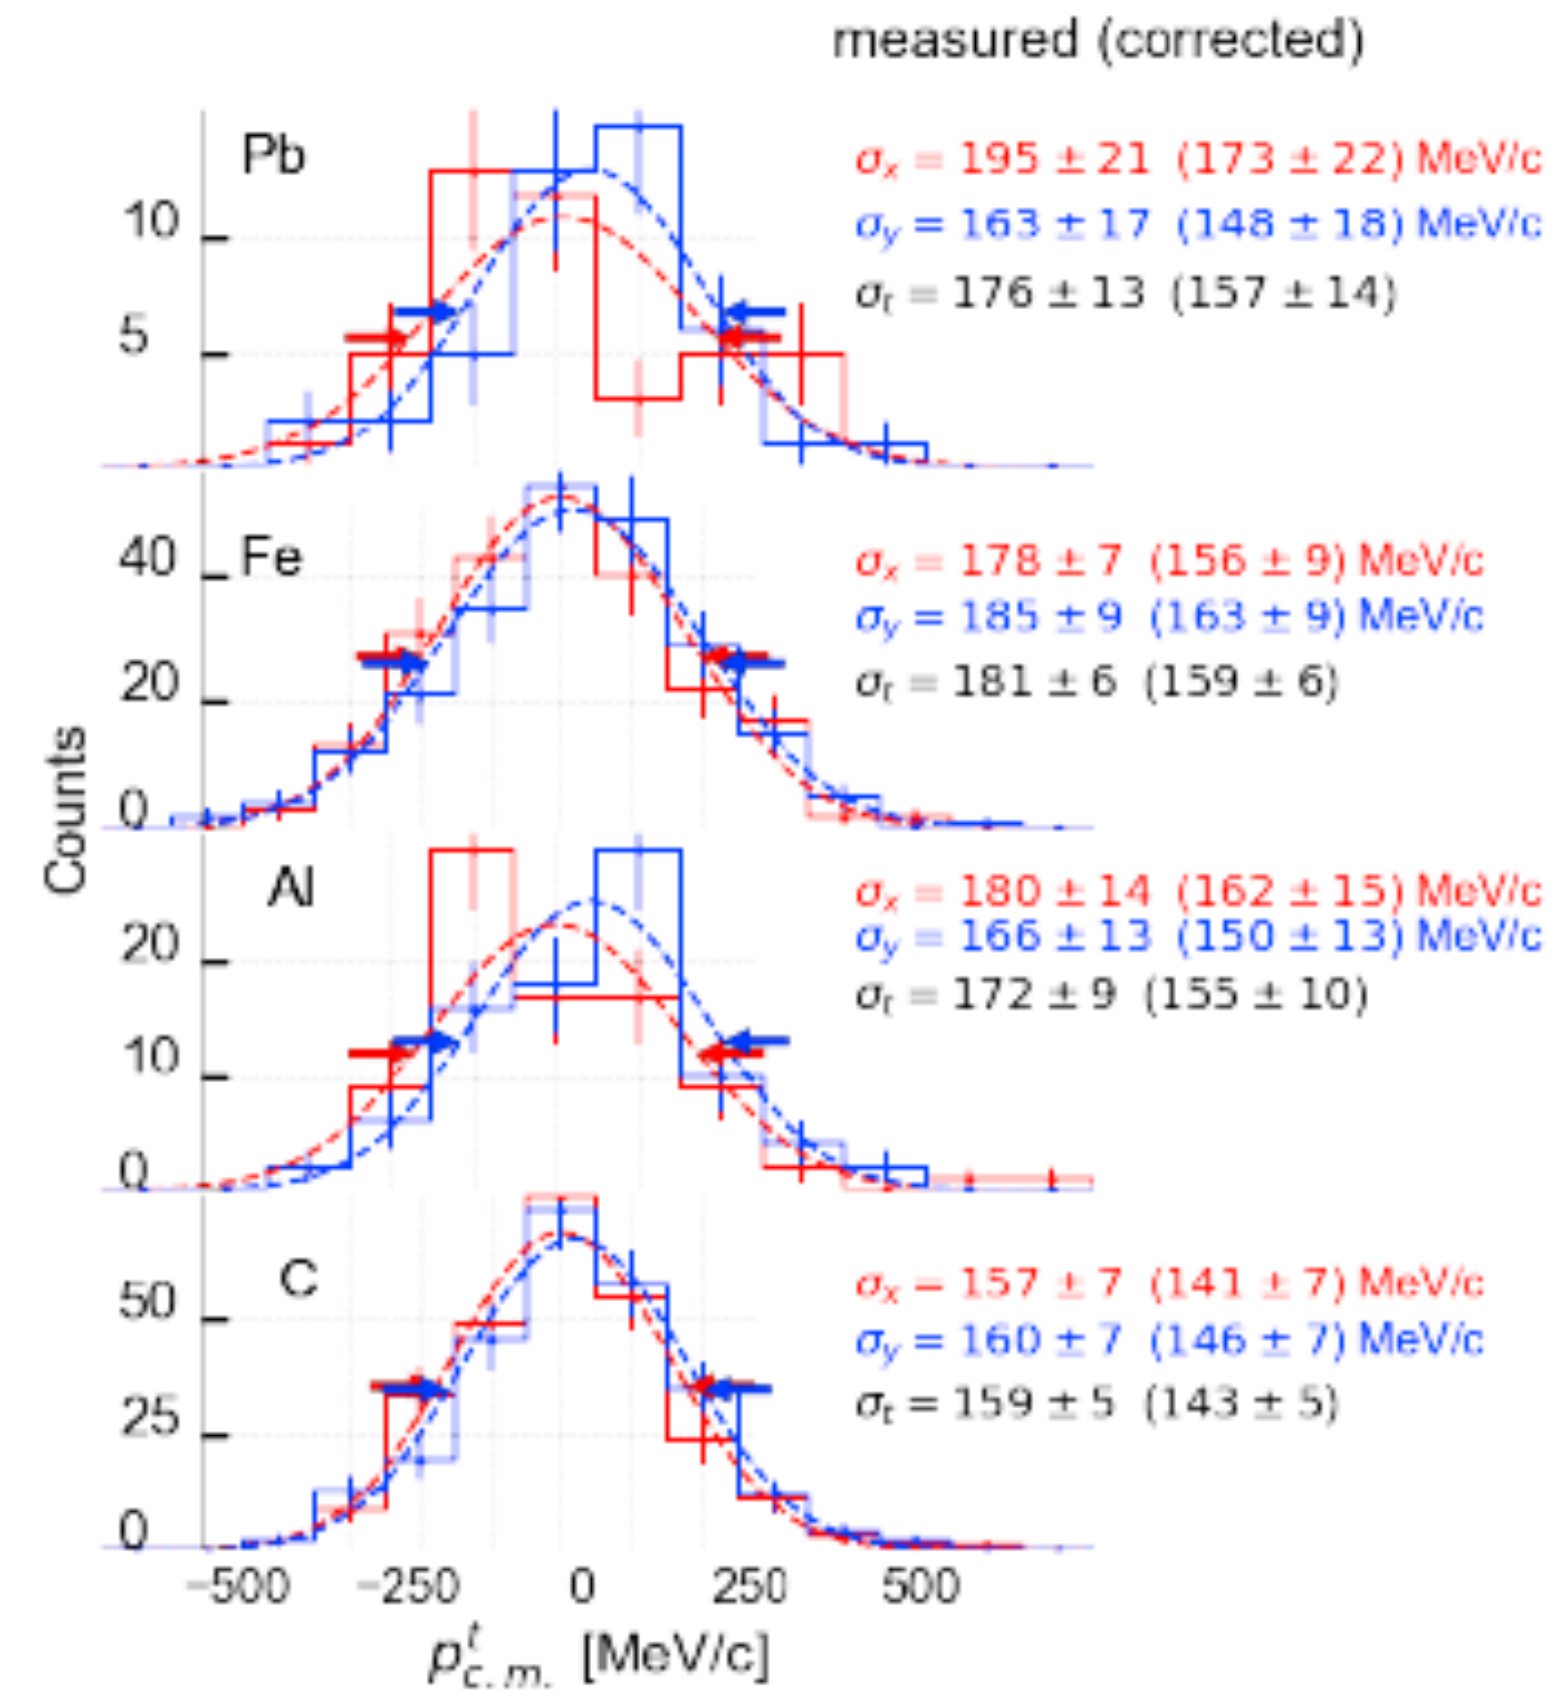 measured (corrected)
Pb
σx = 195 ± 21 (173 ± 22) MeV/c
σy = 163 ± 17 (148 ± 18) MeV/c
σt = 176 ± 13 (157 ± 14)
10
5
Fe
σx = 178 ± 7 (156 ± 9) MeV/c
σy = 185 ± 9 (163 ± 9) MeV/c
σt = 181 ± 6 (159 ± 6)
40
20
0
Counts
Al
σx = 180 ± 14 (162 ± 15) MeV/c
σy = 166 ± 13 (150 ± 13) MeV/c
σt = 172 ± 9 (155 ± 10)
20
10
0
C
σx = 157 ± 7 (141 ± 7) MeV/c
σy = 160 ± 7 (146 ± 7) MeV/c
σt = 159 ± 5 (143 ± 5)
50
25
0
−500 −250 0 250 500
p^t_c.m. [MeV/c]